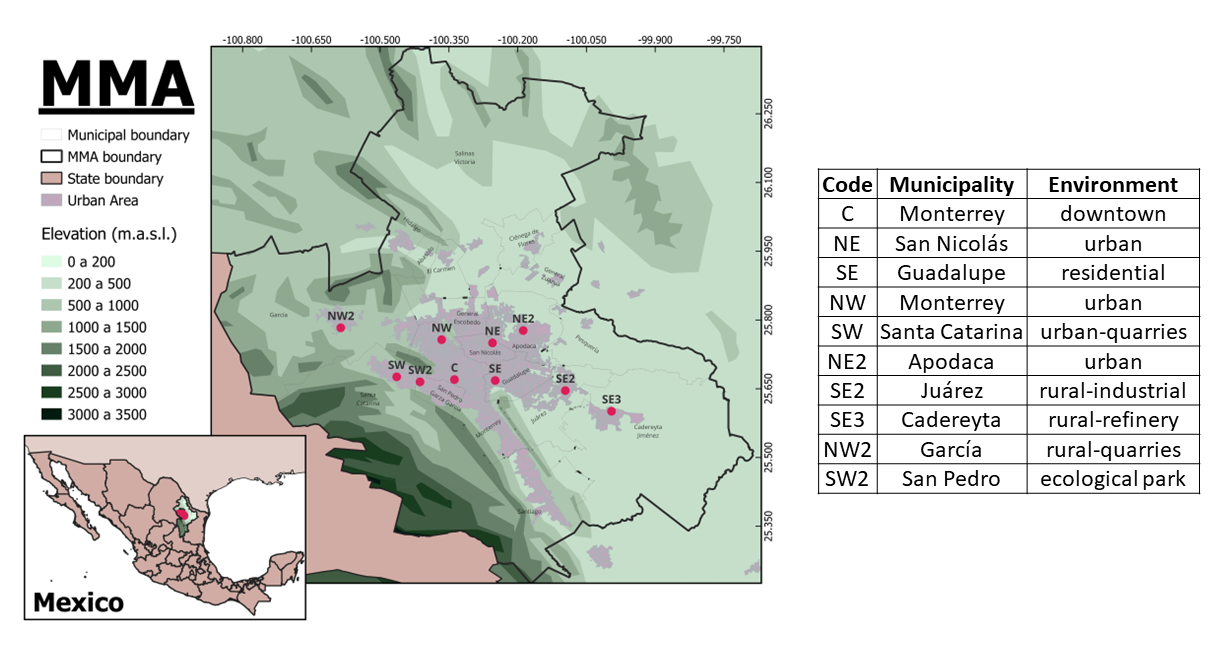 -100.800 -100.650 -100.500 -100.350 -100.200 -100.050 -99.900 -99.750
MMA
Municipal boundary
MMA boundary
State boundary
Urban Area
Elevation (m.a.s.l.)
0 a 200
200 a 500
500 a 1000
1000 a 1500
1500 a 2000
2000 a 2500
2500 a 3000
3000 a 3500
26.250
26.100
25.950
25.800
25.650
25.500
25.350
Salinas
Victoria
Hidalgo
Abasolo
El Carmen
Ciénega de
Flores
General
Zuazua
García
General
Escobedo
San Nicolás
Apodaca
Pesquería
Santa
Catarina
San Pedro
Garza García
Guadalupe
Monterrey
Juárez
Cadereyta
Jiménez
Santiago
NW2
NW
NE
NE2
SW
SW2
C
SE
SE2
SE3
Mexico
Code Municipality Environment
C Monterrey downtown
NE San Nicolás urban
SE Guadalupe residential
NW Monterrey urban
SW Santa Catarina urban-quarries
NE2 Apodaca urban
SE2 Juárez rural-industrial
SE3 Cadereyta rural-refinery
NW2 García rural-quarries
SW2 San Pedro ecological park